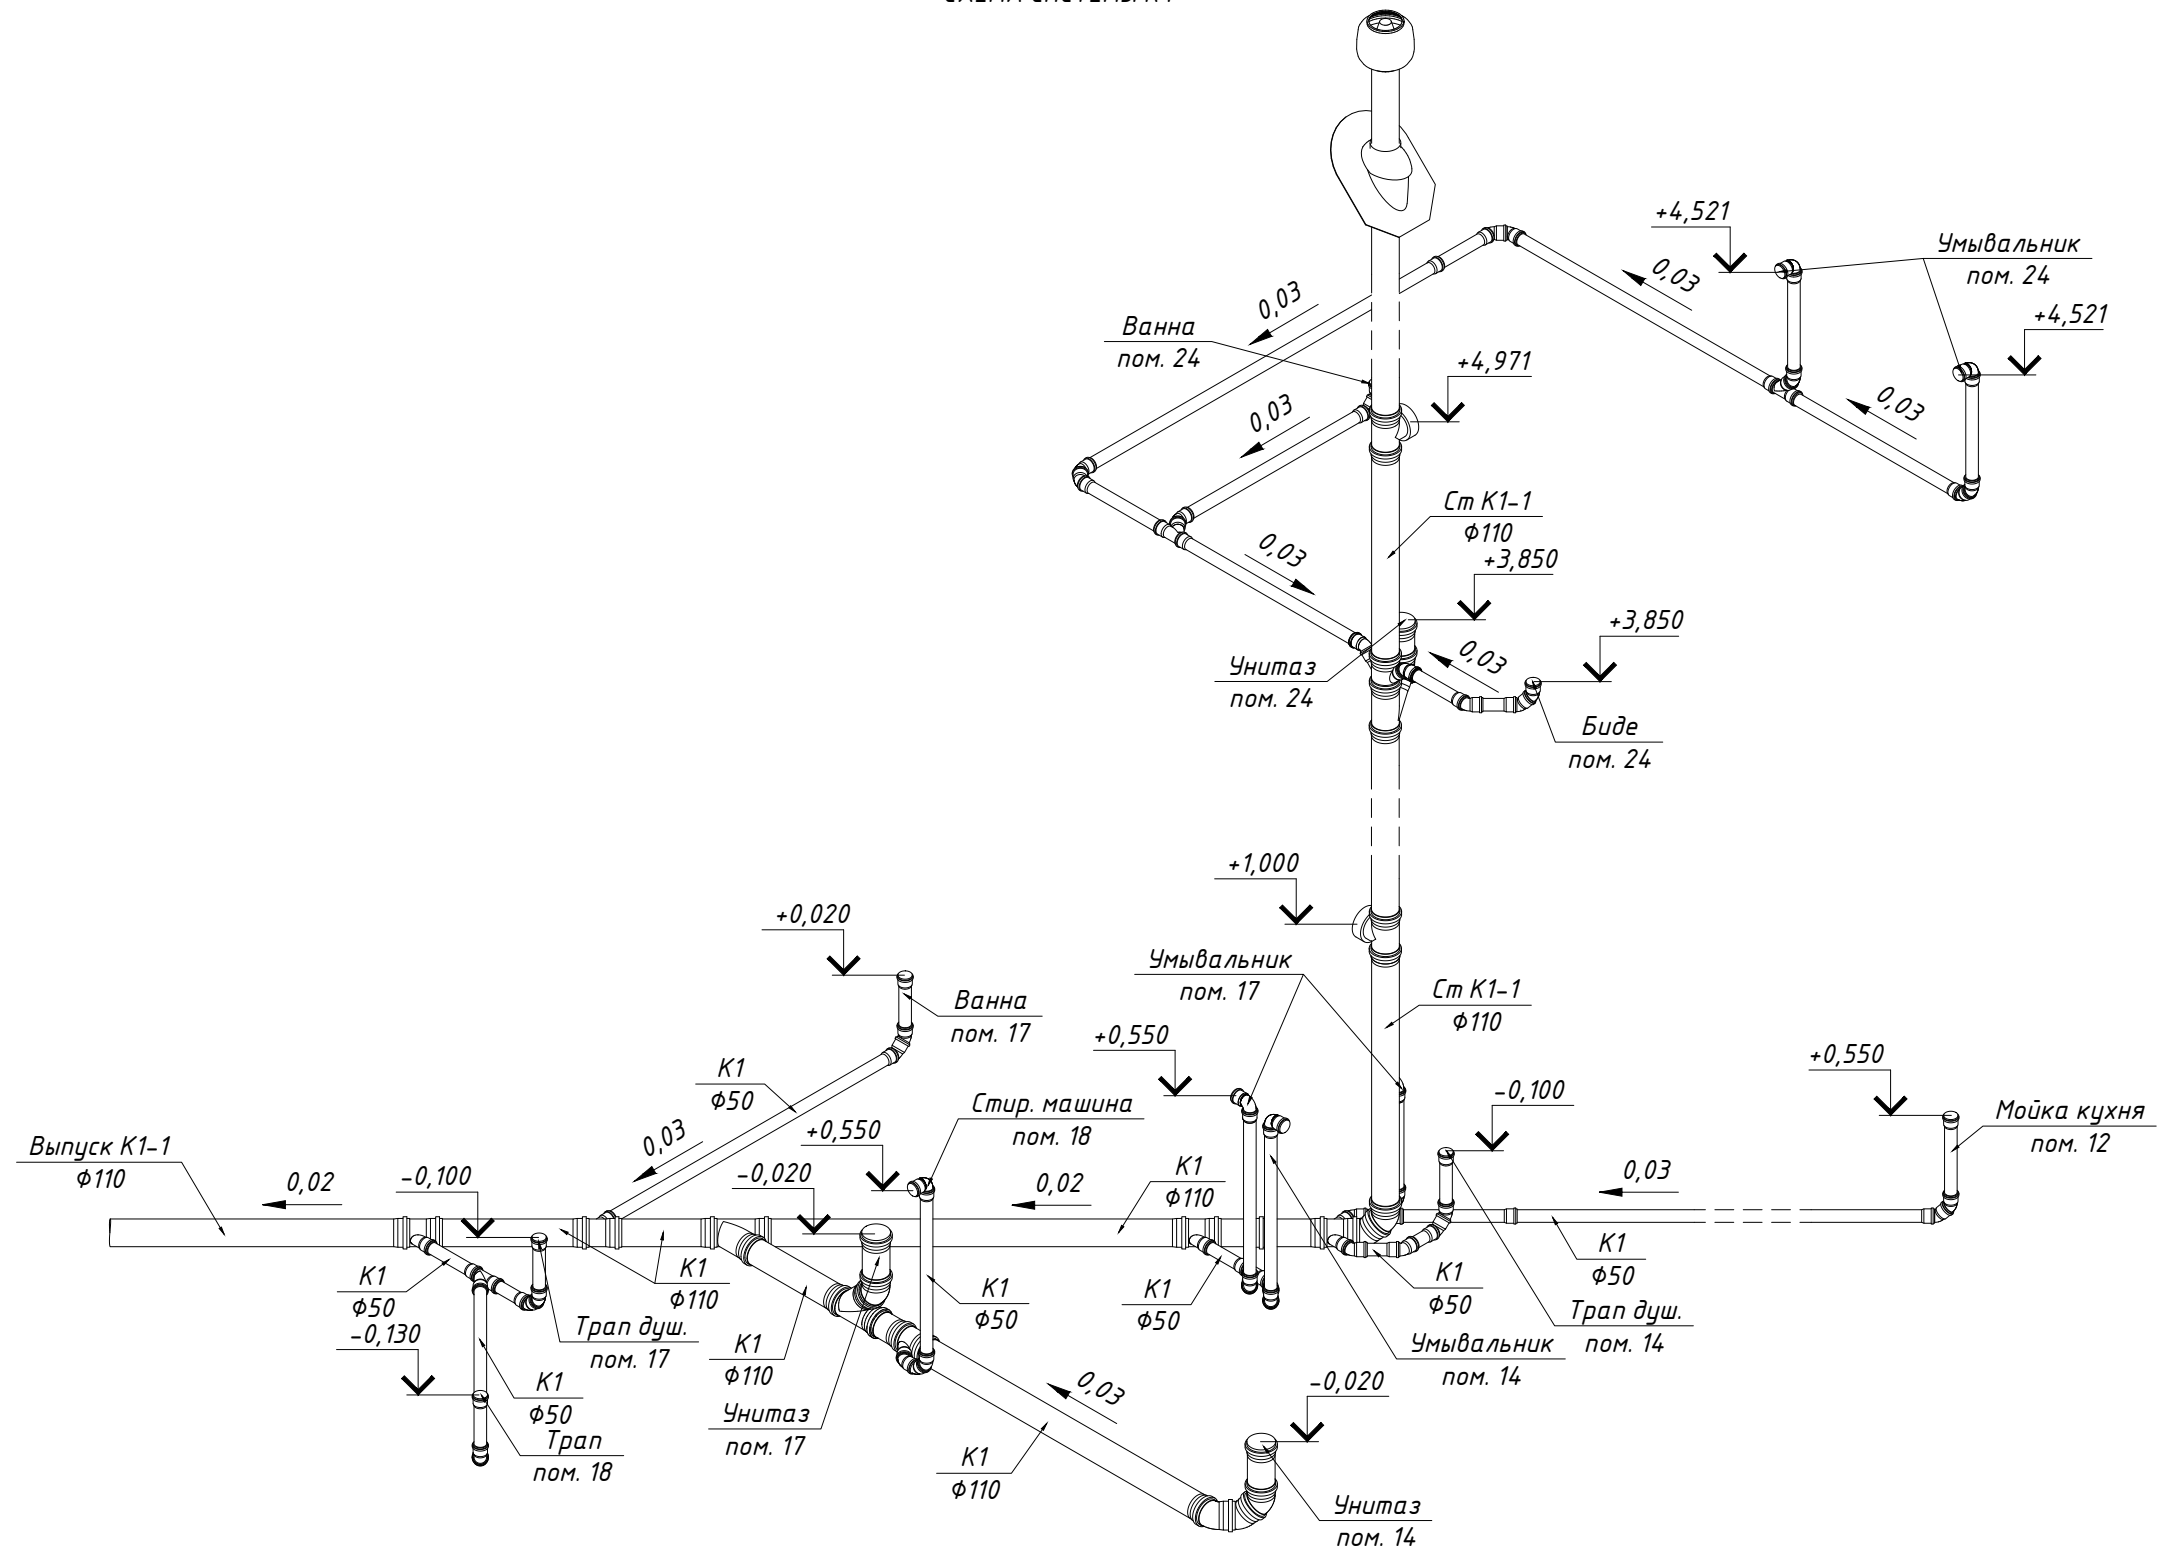 +4,521
Умывальник
пом. 24
0,03
+4,521
0,03
Ванна
пом. 24
+4,971
0,03
0,03
Ст К1-1
Ф110
0,03
+3,850
+3,850
0,03
Унитаз
пом. 24
Биде
пом. 24
+1,000
+0,020
Умывальник
пом. 17
Ванна
пом. 17
Ст К1-1
Ф110
+0,550
+0,550
К1
Ф50
-0,100
Стир. машина
пом. 18
Мойка кухня
пом. 12
0,03
+0,550
Выпуск К1-1
Ф110
0,02
-0,100
-0,020
0,02
К1
Ф110
0,03
К1
Ф50
К1
Ф110
К1
Ф50
К1
Ф50
К1
Ф50
К1
Ф50
-0,130
Трап душ.
пом. 17
К1
Ф110
Трап душ.
пом. 14
Умывальник
пом. 14
К1
Ф50
0,03
-0,020
Унитаз
пом. 17
Трап
пом. 18
К1
Ф110
Унитаз
пом. 14